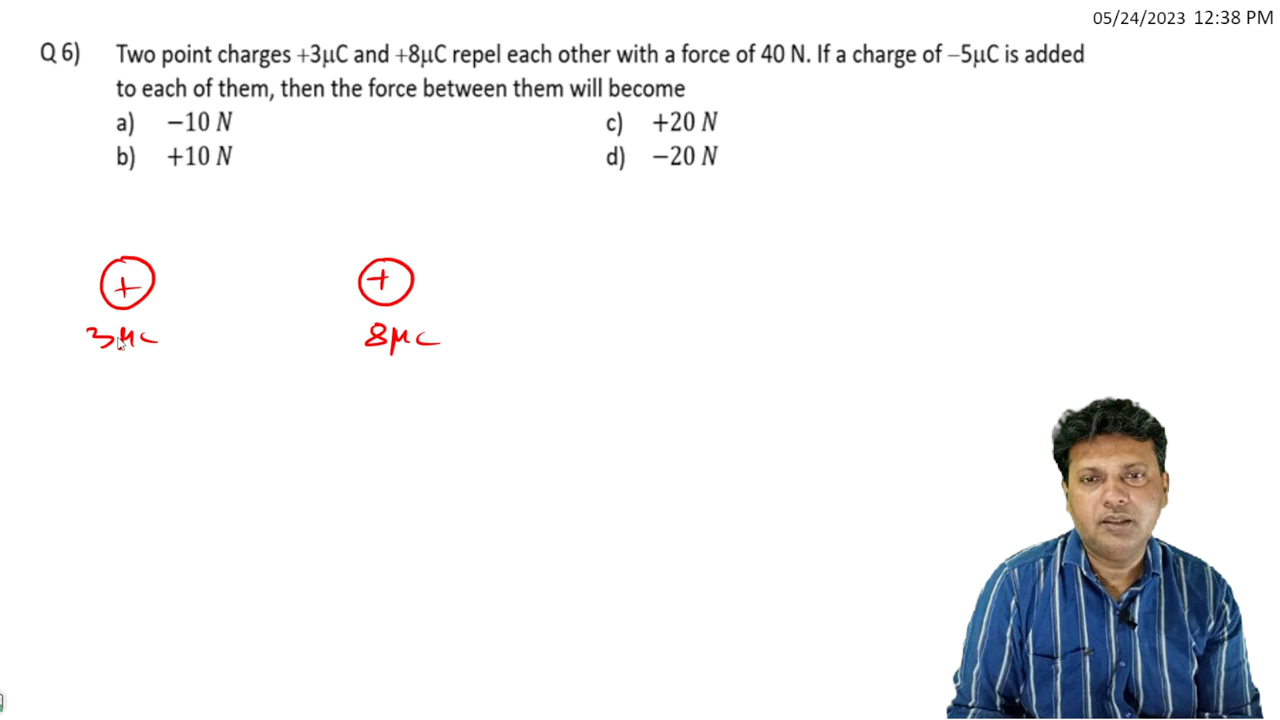 05/24/2023 12:38 PM
Q 6) Two point charges +3μC and +8μC repel each other with a force of 40 N. If a charge of −5μC is added
to each of them, then the force between them will become
a) −10 N c) +20 N
b) +10 N d) −20 N
+ +
3μC 8μC